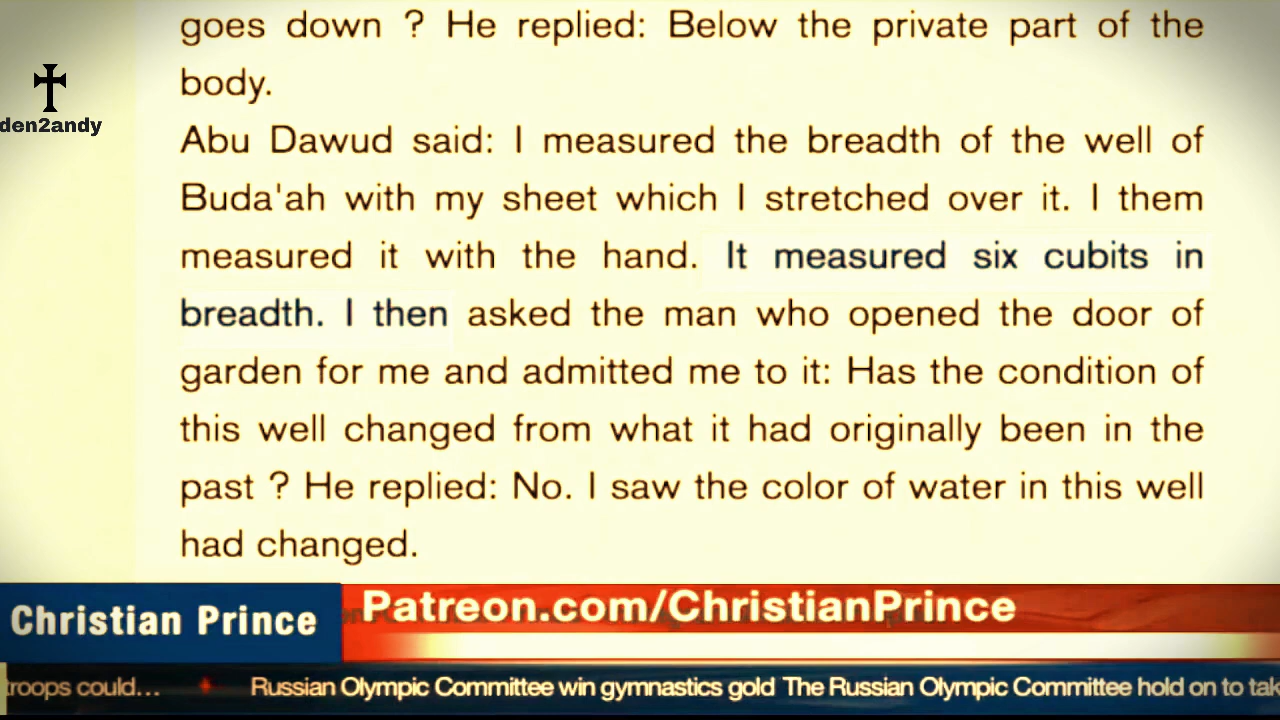 goes down ? He replied: Below the private part of the
body.
den2andy
Abu Dawud said: I measured the breadth of the well of
Buda'ah with my sheet which I stretched over it. I them
measured it with the hand. It measured six cubits in
breadth. I then asked the man who opened the door of
garden for me and admitted me to it: Has the condition of
this well changed from what it had originally been in the
past ? He replied: No. I saw the color of water in this well
had changed.
Christian Prince
Patreon.com/ChristianPrince
troops could... Russian Olympic Committee win gymnastics gold The Russian Olympic Committee hold on to tak